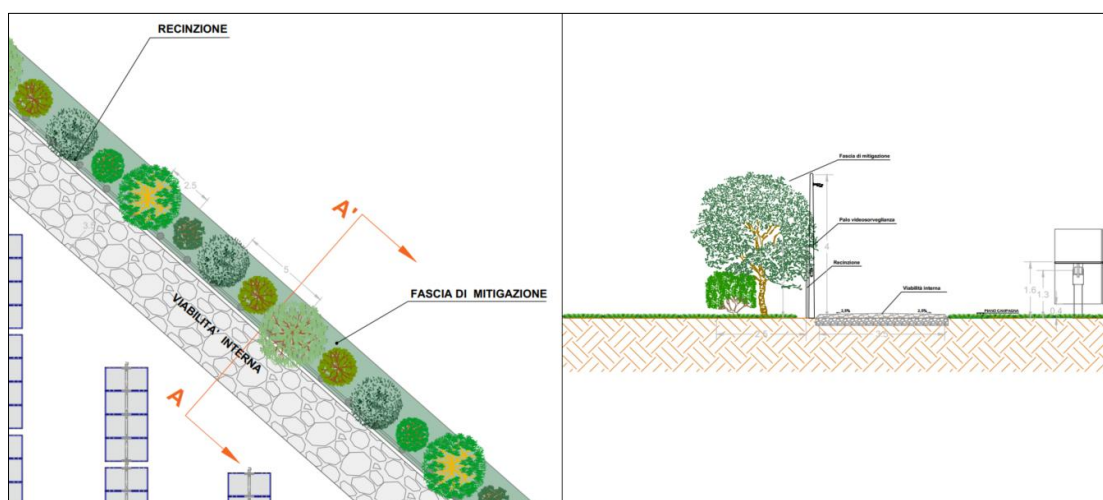 RECINZIONE
2.5
A'
5
FASCIA DI MITIGAZIONE
VIABILITA' INTERNA
A
Fascia di mitigazione
Palo videosorveglianza
4
Recinzione
Viabilità interna
1.6
1.3
0.4